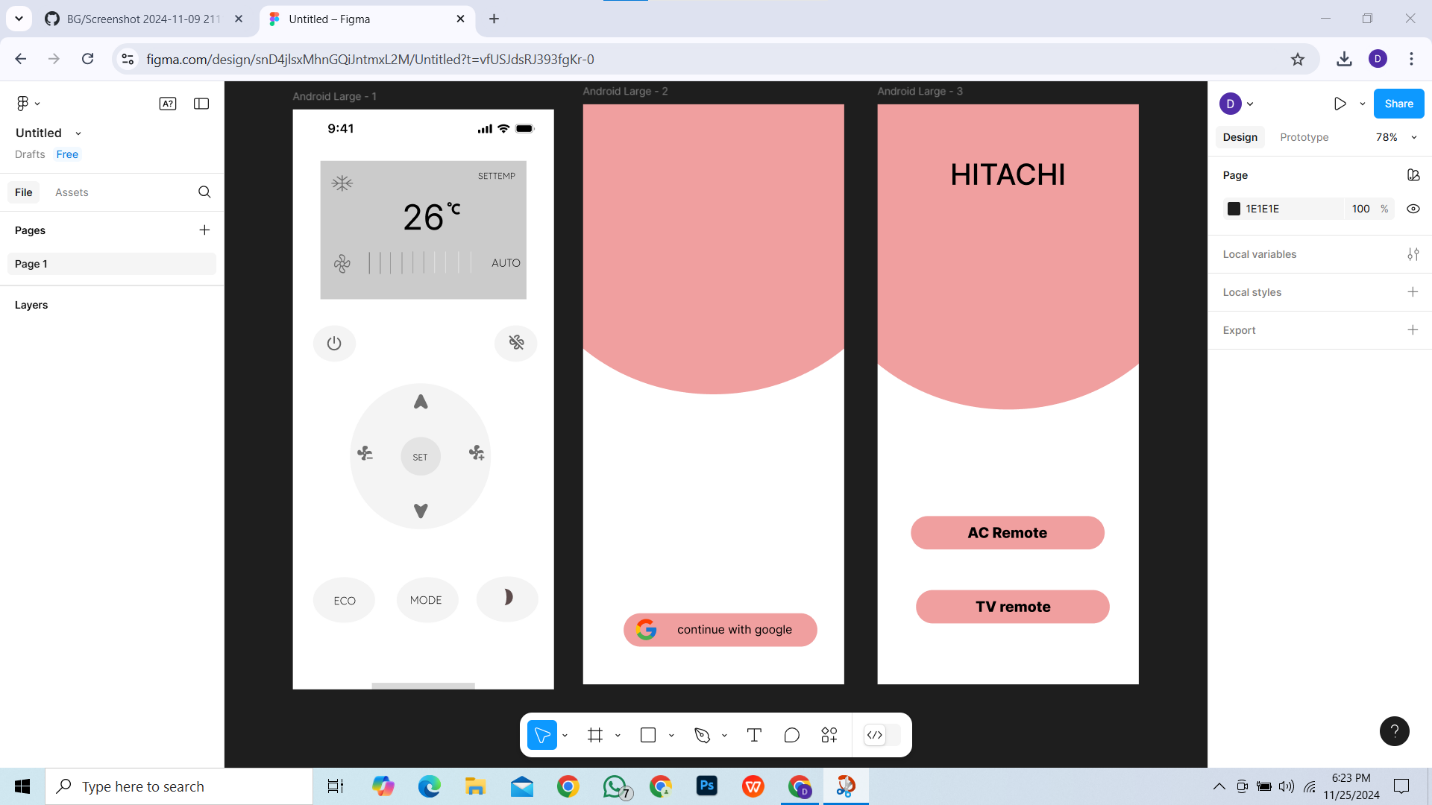 BG/Screenshot 2024-11-09 211
Untitled – Figma
figma.com/design/snD4jlsxMhnGQiJntmxL2M/Untitled?t=vfUSJdsRJ393fgKr-0
D
A?
Untitled
Drafts Free
File Assets
Pages
Page 1
Layers
Android Large - 1
9:41
SETTEMP
26°C
AUTO
SET
ECO
MODE
Android Large - 2
continue with google
Android Large - 3
HITACHI
AC Remote
TV remote
D
Share
Design Prototype 78%
Page
1E1E1E 100 %
Local variables
Local styles
Export
?
Type here to search
7
Ps
W
D
6:23 PM
11/25/2024